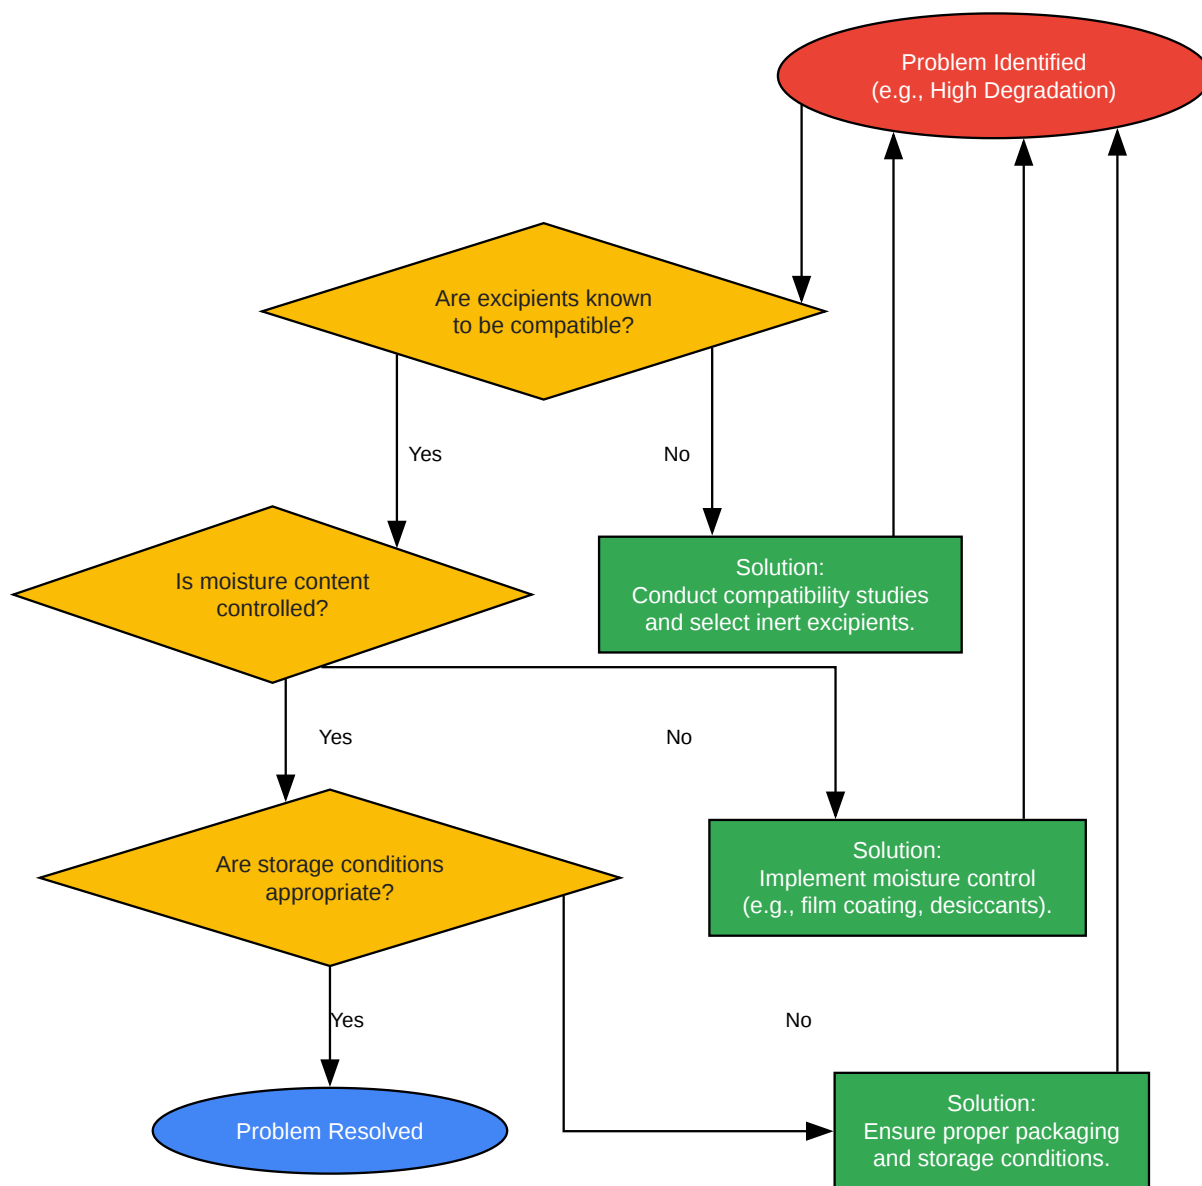 Problem Identified
(e.g., High Degradation)
Are excipients known
to be compatible?
Yes
No
Is moisture content
controlled?
Solution:
Conduct compatibility studies
and select inert excipients.
Yes
No
Are storage conditions
appropriate?
Solution:
Implement moisture control
(e.g., film coating, desiccants).
Yes
No
Problem Resolved
Solution:
Ensure proper packaging
and storage conditions.